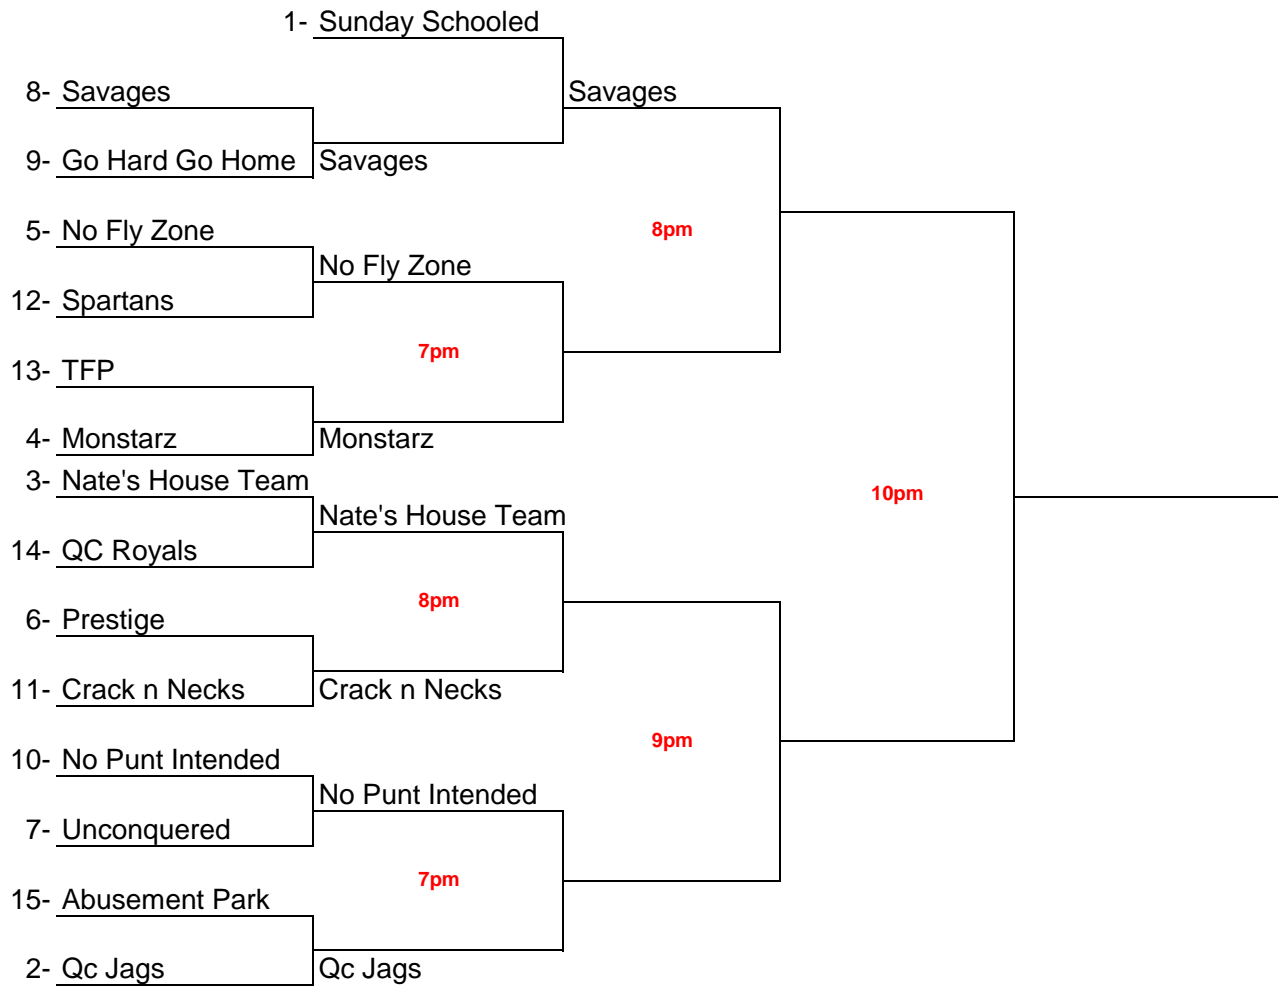 1- Sunday Schooled
8- Savages
Savages
9- Go Hard Go Home
Savages
5- No Fly Zone
8pm
No Fly Zone
12- Spartans
7pm
13- TFP
4- Monstarz
Monstarz
3- Nate's House Team
10pm
Nate's House Team
14- QC Royals
8pm
6- Prestige
11- Crack n Necks
Crack n Necks
9pm
10- No Punt Intended
No Punt Intended
7- Unconquered
7pm
15- Abusement Park
2- Qc Jags
Qc Jags